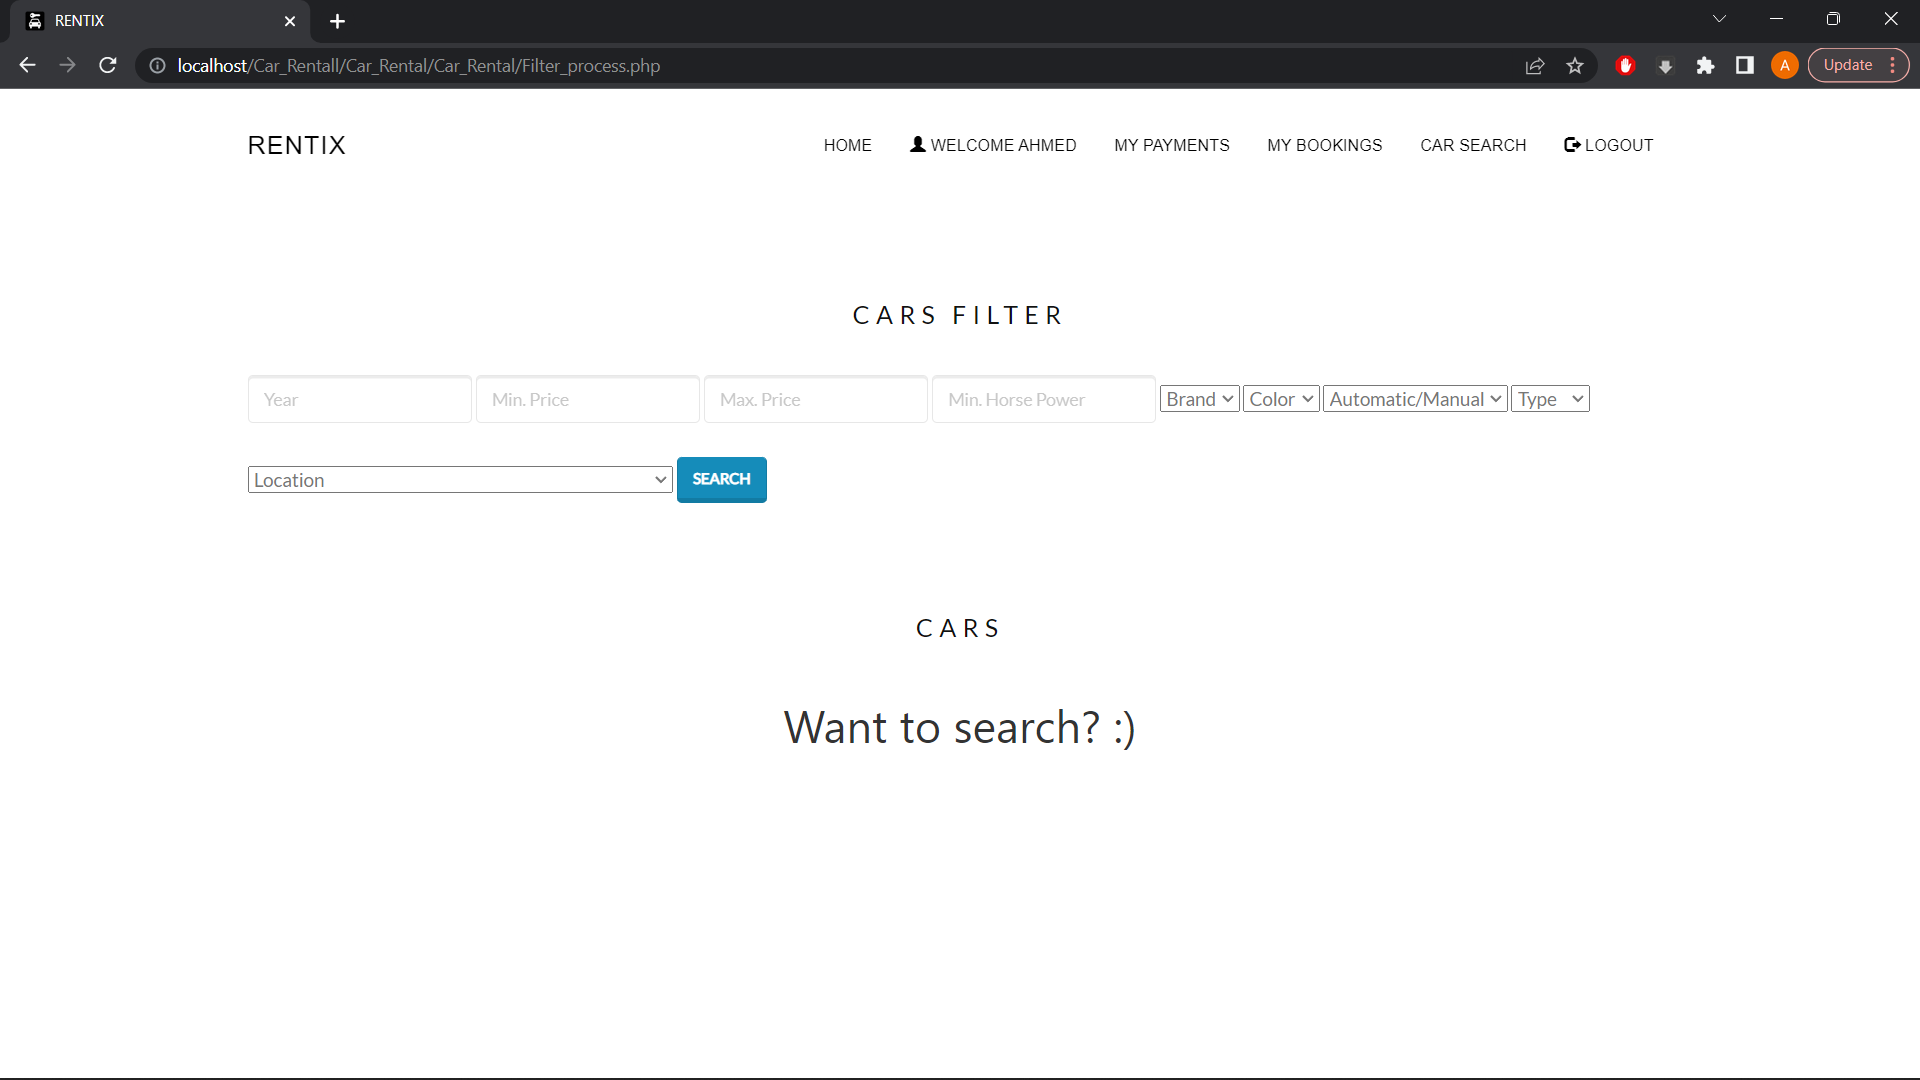 RENTIX
localhost/Car_Rentall/Car_Rental/Car_Rental/Filter_process.php
A
Update
RENTIX HOME WELCOME AHMED MY PAYMENTS MY BOOKINGS CAR SEARCH LOGOUT
CARS FILTER
Year Min. Price Max. Price Min. Horse Power Brand Color Automatic/Manual Type
Location SEARCH
CARS
Want to search? :)